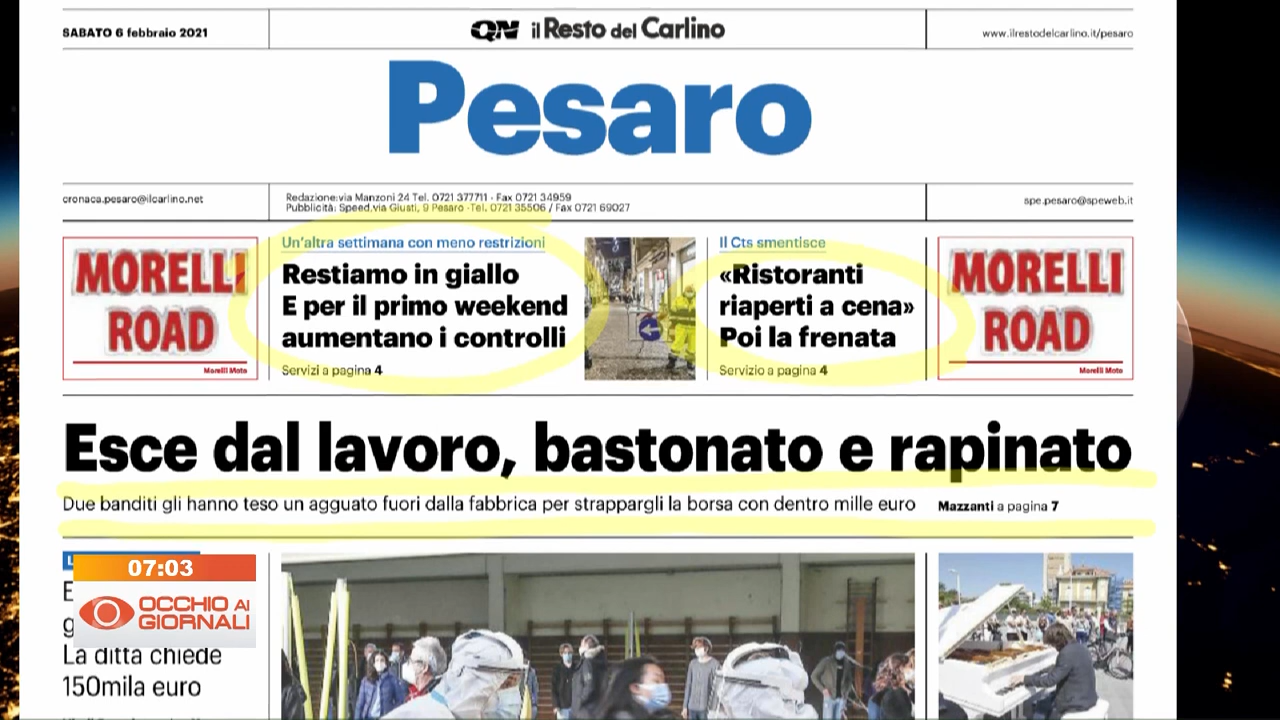 SABATO 6 febbraio 2021
QN il Resto del Carlino
www.ilrestodelcarlino.it/pesaro
Pesaro
cronaca.pesaro@ilcarlino.net
Redazione:via Manzoni 24 Tel. 0721 377711 - Fax 0721 34959
Pubblicità: Speed,via Giusti, 9 Pesaro -Tel. 0721 35506 / Fax 0721 69027
spe.pesaro@speweb.it
MORELLI
ROAD
Morelli Moto
Un'altra settimana con meno restrizioni
Restiamo in giallo
E per il primo weekend
aumentano i controlli
Servizi a pagina 4
Il Cts smentisce
«Ristoranti
riaperti a cena»
Poi la frenata
Servizio a pagina 4
MORELLI
ROAD
Morelli Moto
Esce dal lavoro, bastonato e rapinato
Due banditi gli hanno teso un agguato fuori dalla fabbrica per strappargli la borsa con dentro mille euro
Mazzanti a pagina 7
07:03
OCCHIO AI
GIORNALI
La ditta chiede
150mila euro